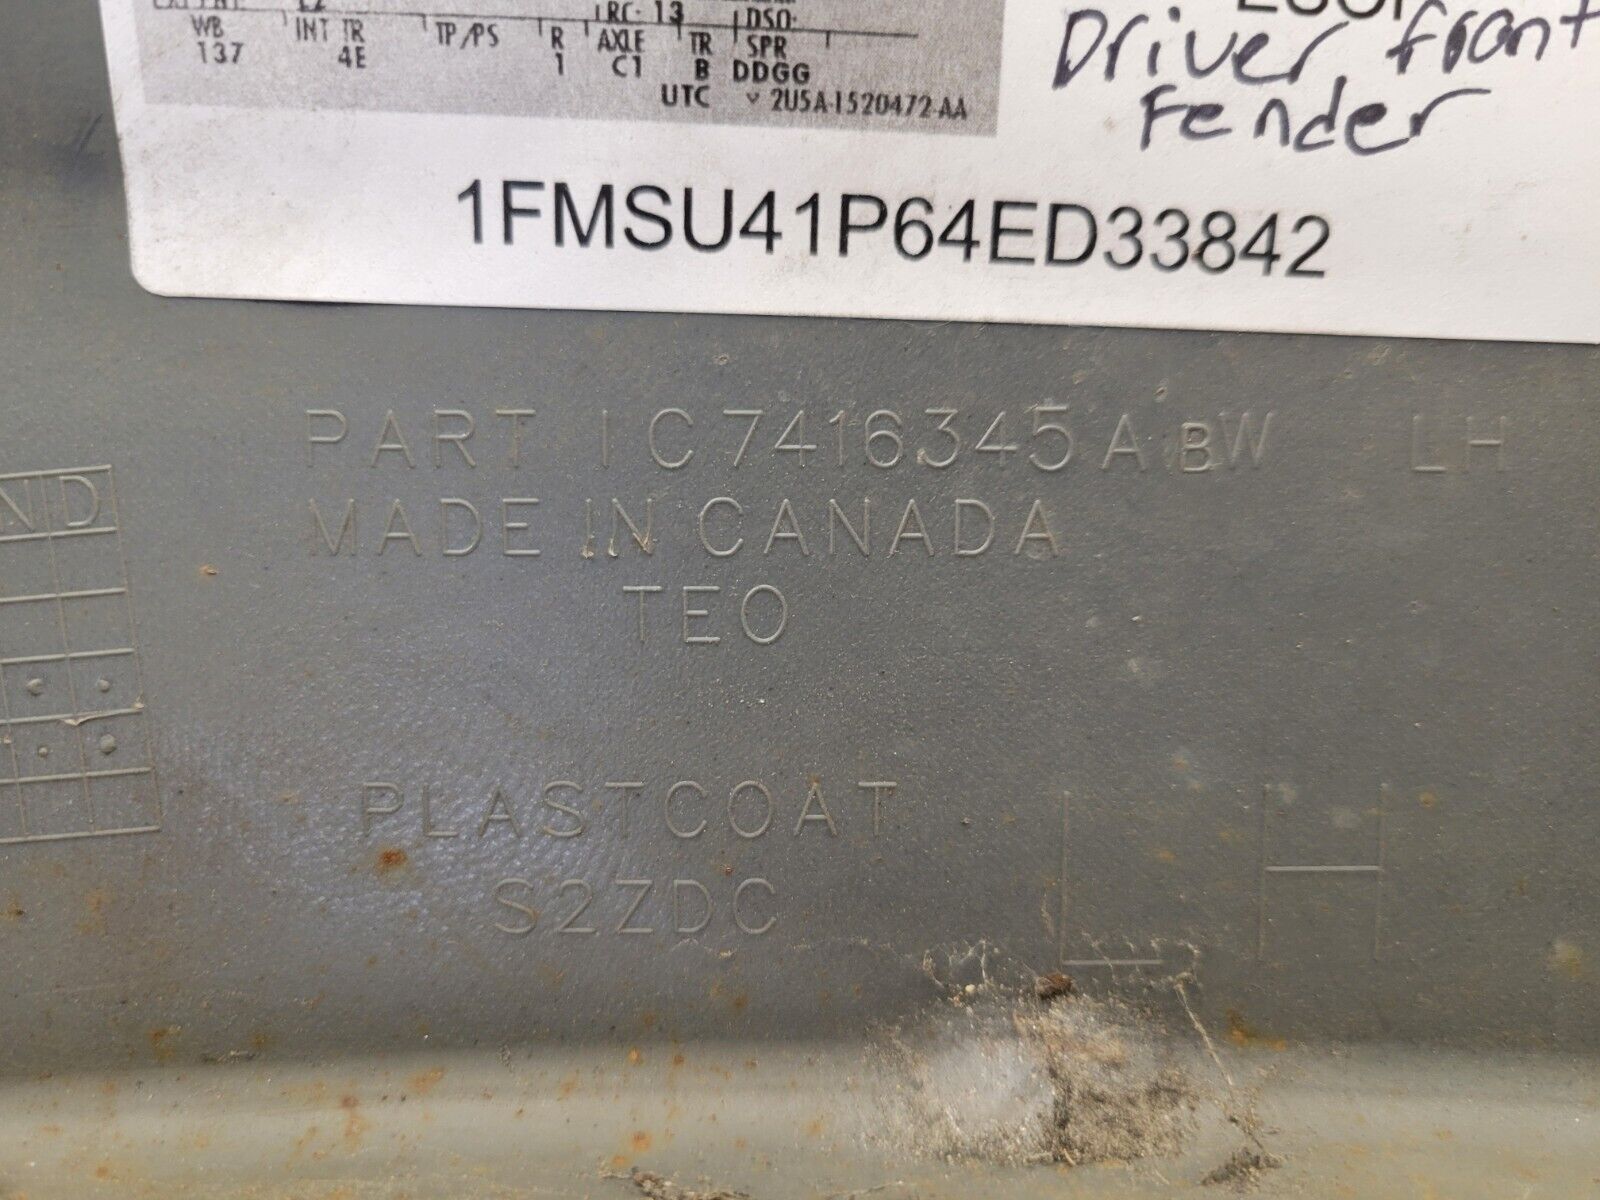 RC: 13 DSO:
WB INT TR TP/PS R AXLE TR SPR
137 4E 1 C1 B DDGG
UTC 2U5A-1520472-AA
Driver, front
Fender
1FMSU41P64ED33842
PART 1C7416345A BW LH
MADE IN CANADA
TEO
ND
PLASTCOAT
S2ZDC
LH